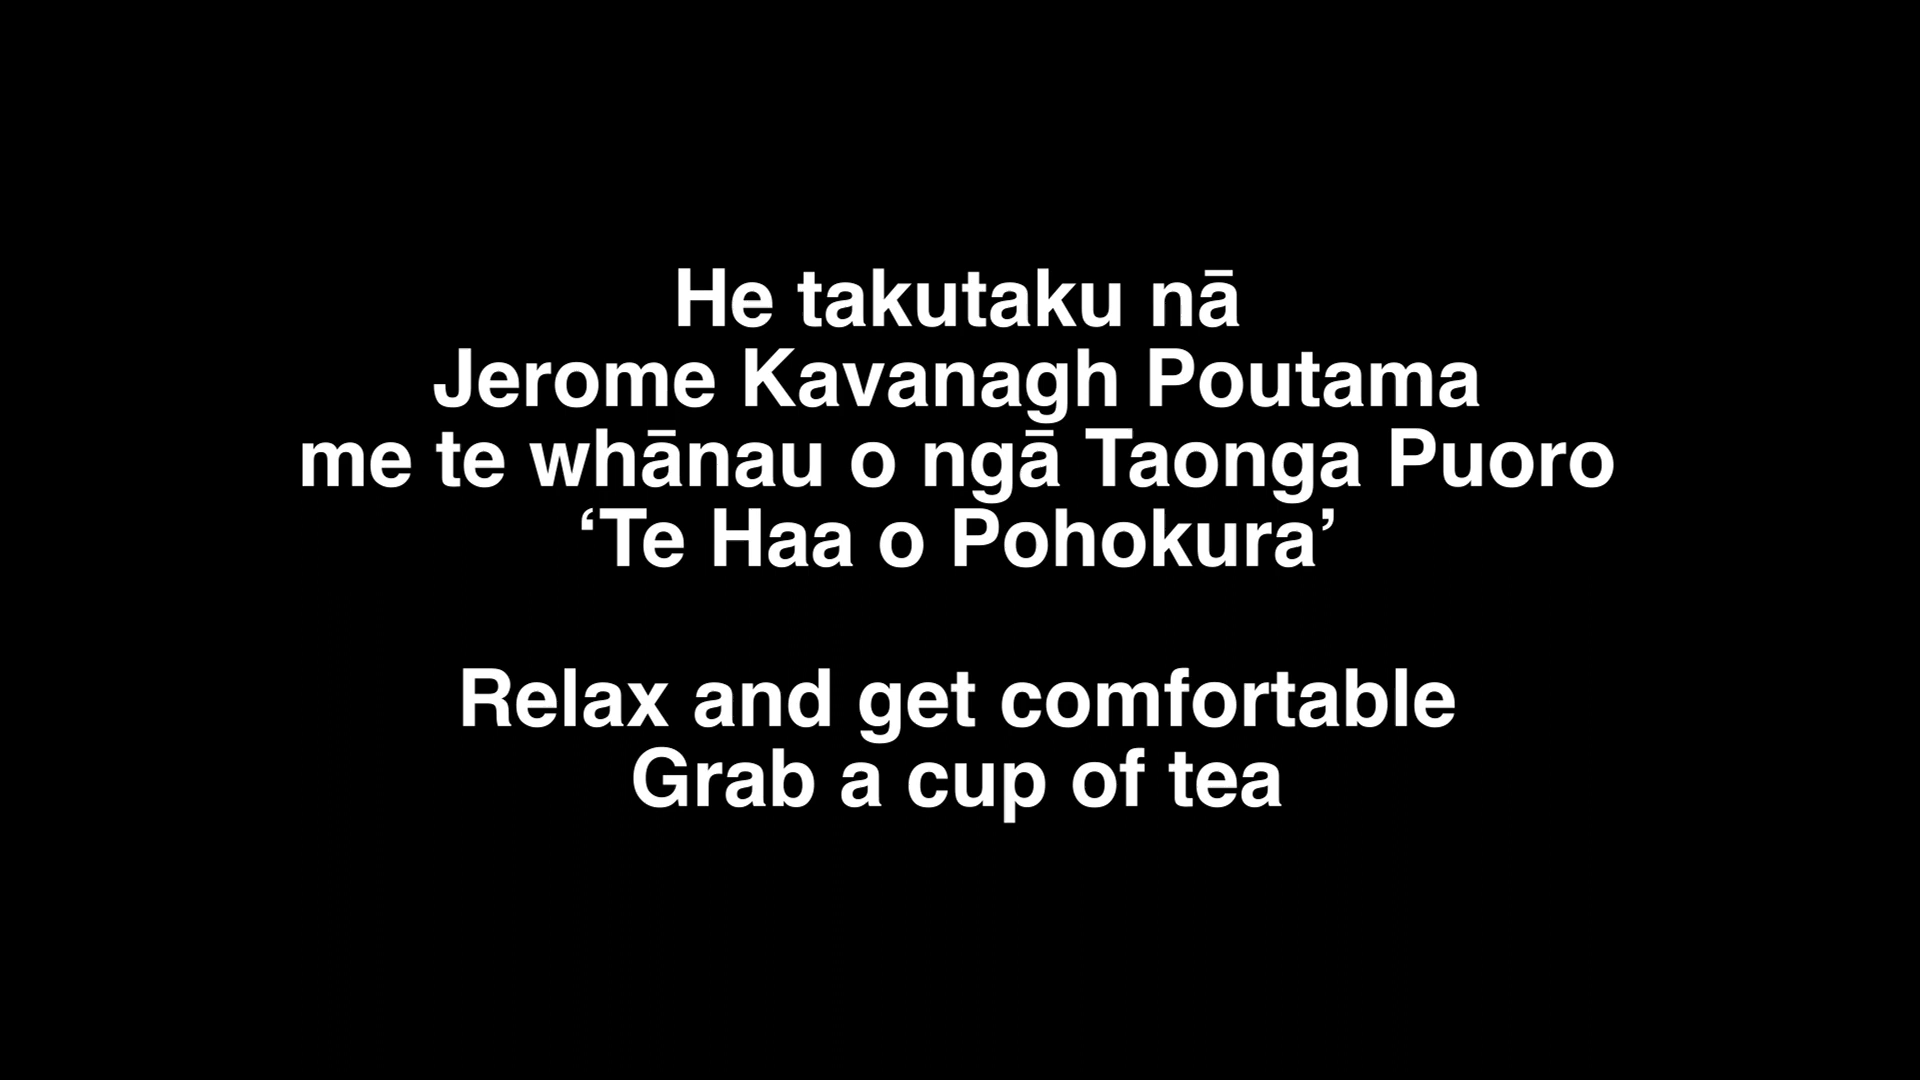 He takutaku nā
Jerome Kavanagh Poutama
me te whānau o ngā Taonga Puoro
‘Te Haa o Pohokura’
Relax and get comfortable
Grab a cup of tea